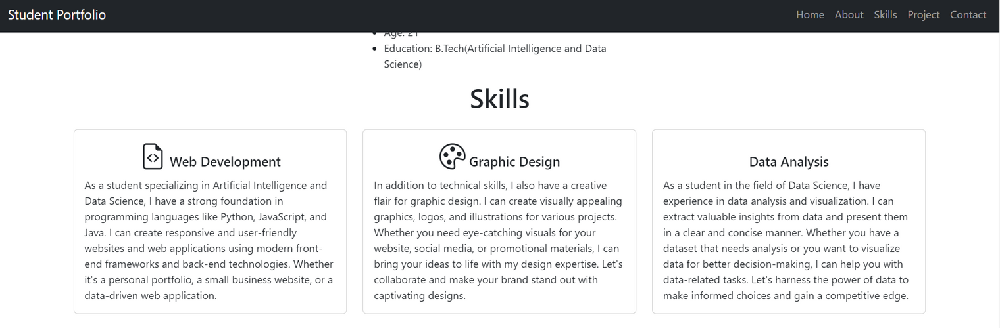 Student Portfolio
Home About Skills Project Contact
Age: 21
Education: B.Tech(Artificial Intelligence and Data
Science)
Skills
Web Development
As a student specializing in Artificial Intelligence and
Data Science, I have a strong foundation in
programming languages like Python, JavaScript, and
Java. I can create responsive and user-friendly
websites and web applications using modern front-
end frameworks and back-end technologies. Whether
it's a personal portfolio, a small business website, or a
data-driven web application.
Graphic Design
In addition to technical skills, I also have a creative
flair for graphic design. I can create visually appealing
graphics, logos, and illustrations for various projects.
Whether you need eye-catching visuals for your
website, social media, or promotional materials, I can
bring your ideas to life with my design expertise. Let's
collaborate and make your brand stand out with
captivating designs.
Data Analysis
As a student in the field of Data Science, I have
experience in data analysis and visualization. I can
extract valuable insights from data and present them
in a clear and concise manner. Whether you have a
dataset that needs analysis or you want to visualize
data for better decision-making, I can help you with
data-related tasks. Let's harness the power of data to
make informed choices and gain a competitive edge.